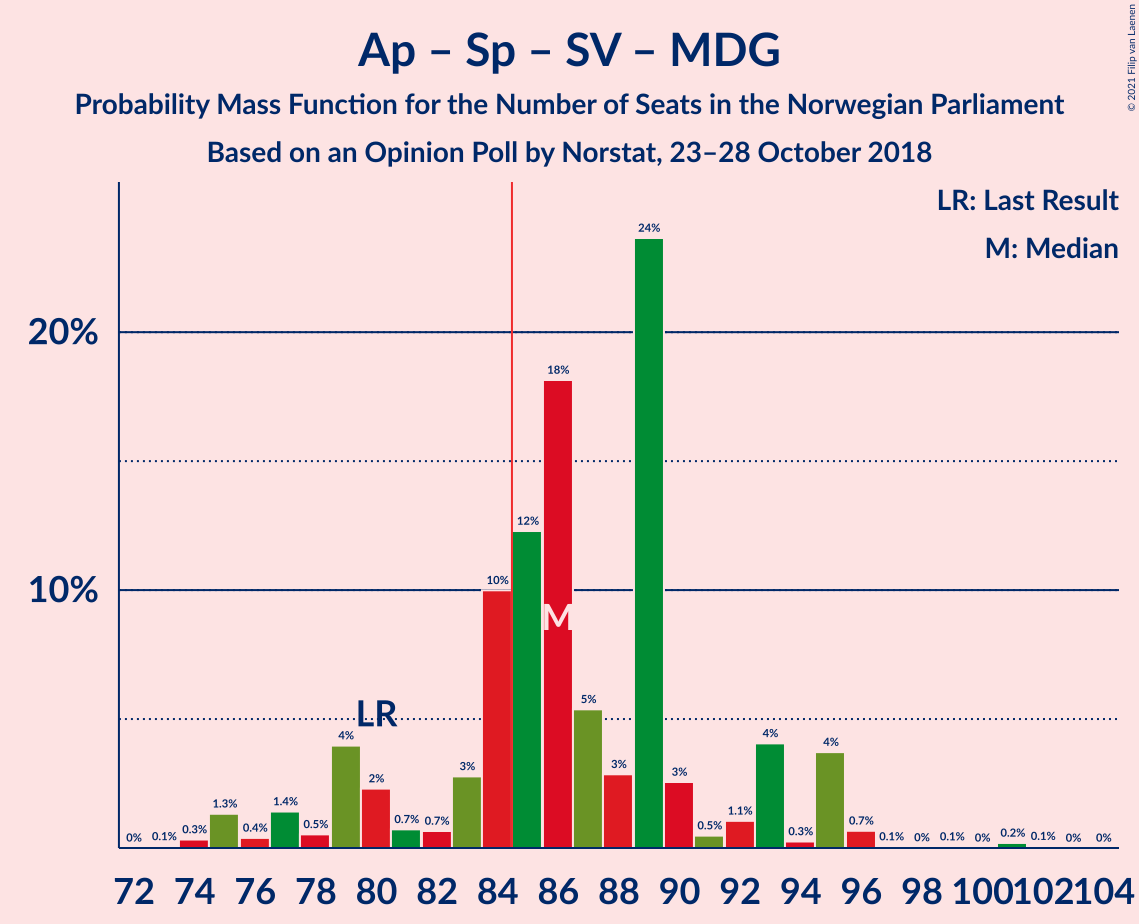 Ap – Sp – SV – MDG
Probability Mass Function for the Number of Seats in the Norwegian Parliament
Based on an Opinion Poll by Norstat, 23–28 October 2018
© 2021 Filip van Laenen
LR: Last Result
M: Median
20%
10%
0% 0.1% 0.3% 1.3% 0.4% 1.4% 0.5% 4% 2% 0.7% 0.7% 3% 10% 12% 18% 5% 3% 24% 3% 0.5% 1.1% 4% 0.3% 4% 0.7% 0.1% 0% 0.1% 0% 0.2% 0.1% 0% 0%
LR
M
72 74 76 78 80 82 84 86 88 90 92 94 96 98 100 102 104